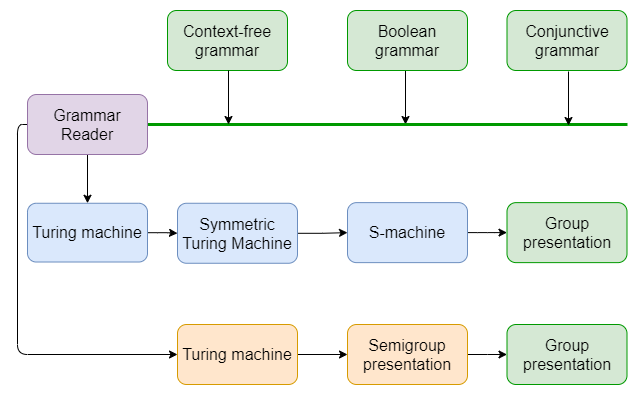 Context-free
grammar
Boolean
grammar
Conjunctive
grammar
Grammar
Reader
Turing machine
Symmetric
Turing Machine
S-machine
Group
presentation
Turing machine
Semigroup
presentation
Group
presentation